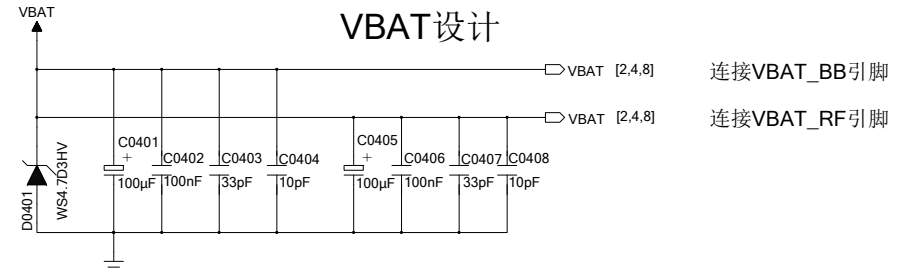 VBAT
VBAT设计
VBAT [2,4,8] 连接VBAT_BB引脚
VBAT [2,4,8] 连接VBAT_RF引脚
D0401
WS4.7D3HV
C0401
+
100μF
C0402
100nF
C0403
33pF
C0404
10pF
C0405
+
100μF
C0406
100nF
C0407
33pF
C0408
10pF